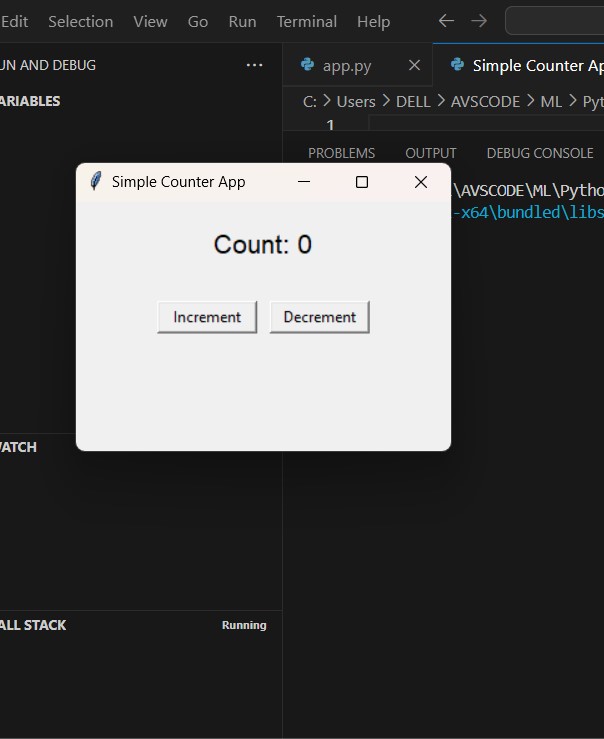 Edit Selection View Go Run Terminal Help
UN AND DEBUG
app.py Simple Counter Ap
ARIABLES
C: > Users > DELL > AVSCODE > ML > Pyt
1
PROBLEMS OUTPUT DEBUG CONSOLE
Simple Counter App
\AVSCODE\ML\Pytho
-x64\bundled\libs
Count: 0
Increment Decrement
ATCH
ALL STACK Running